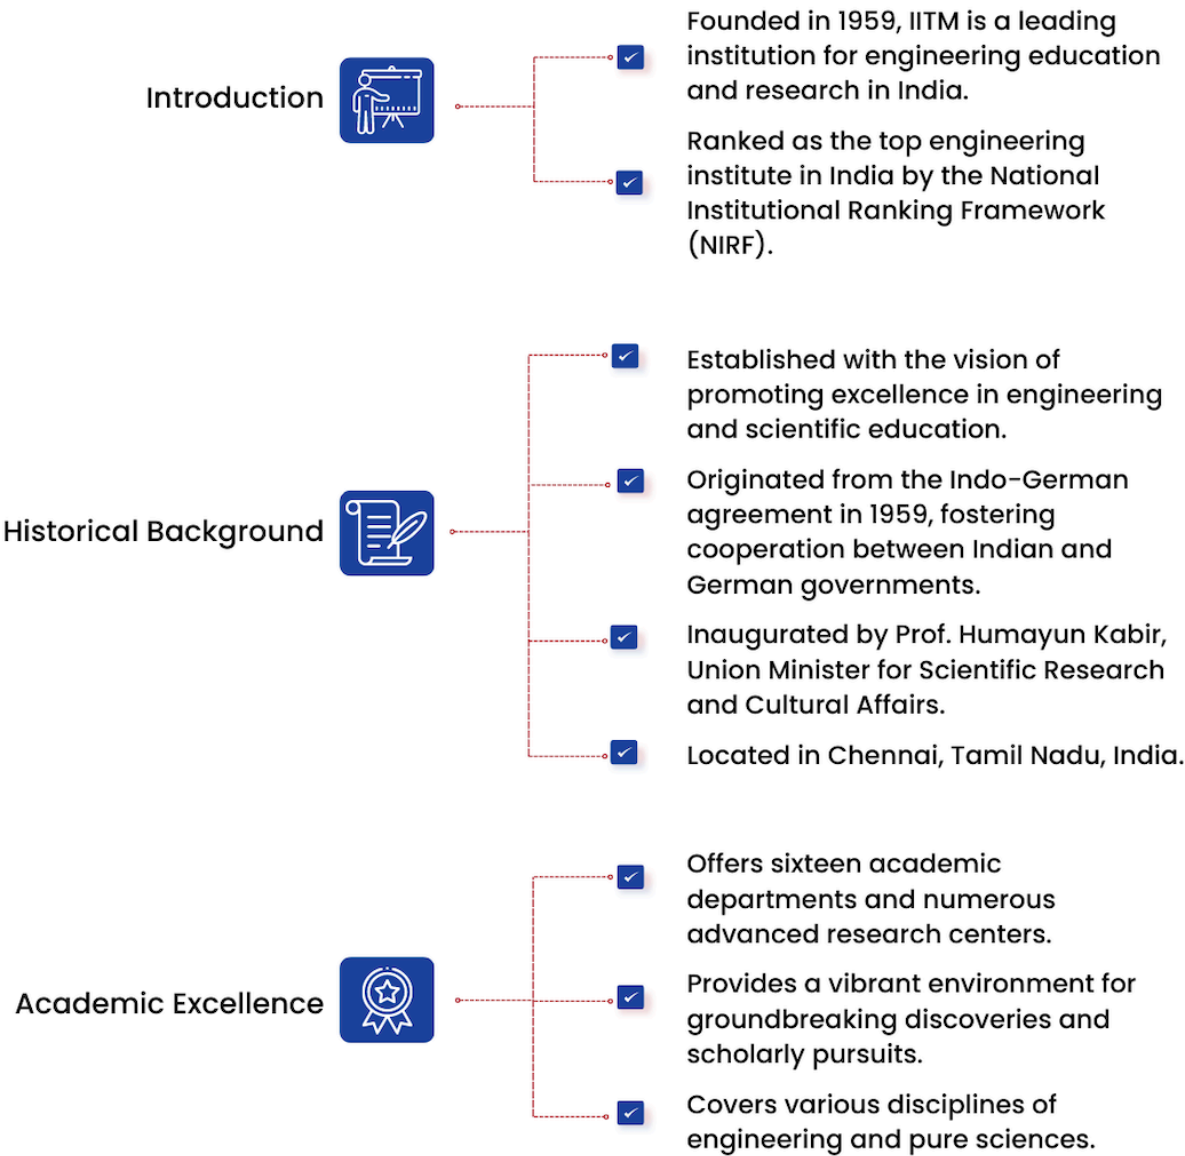 Introduction
Founded in 1959, IITM is a leading
institution for engineering education
and research in India.
Ranked as the top engineering
institute in India by the National
Institutional Ranking Framework
(NIRF).
Historical Background
Established with the vision of
promoting excellence in engineering
and scientific education.
Originated from the Indo-German
agreement in 1959, fostering
cooperation between Indian and
German governments.
Inaugurated by Prof. Humayun Kabir,
Union Minister for Scientific Research
and Cultural Affairs.
Located in Chennai, Tamil Nadu, India.
Academic Excellence
Offers sixteen academic
departments and numerous
advanced research centers.
Provides a vibrant environment for
groundbreaking discoveries and
scholarly pursuits.
Covers various disciplines of
engineering and pure sciences.